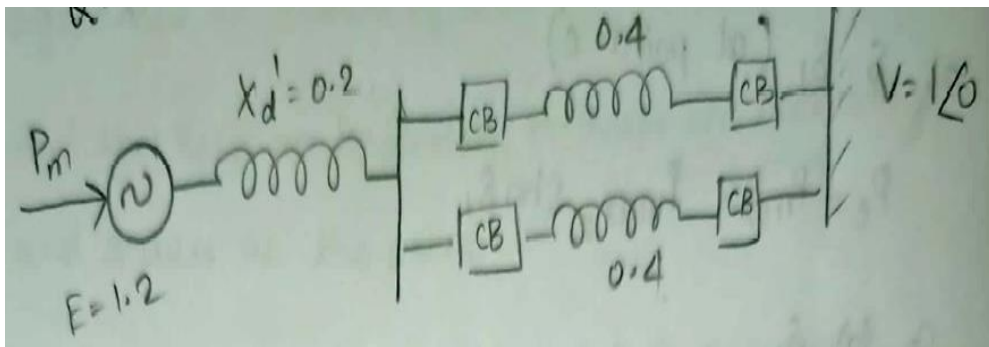 0.4
X'd = 0.2
CB
CB
V = 1∠0
Pm
CB
CB
0.4
E = 1.2